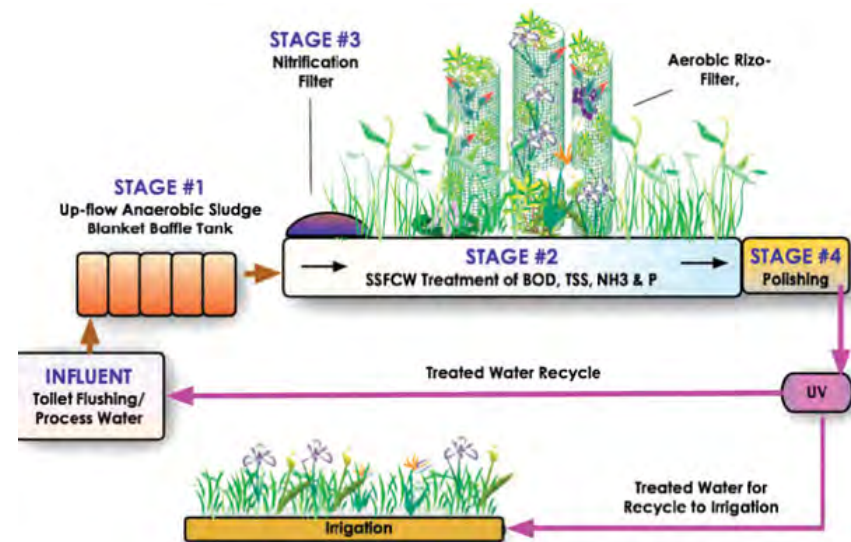 STAGE #3
Nitrification
Filter
Aerobic Rizo-
Filter,
STAGE #1
Up-flow Anaerobic Sludge
Blanket Baffle Tank
STAGE #2
SSFCW Treatment of BOD, TSS, NH3 & P
STAGE #4
Polishing
INFLUENT
Toilet Flushing/
Process Water
Treated Water Recycle
UV
Treated Water for
Recycle to Irrigation
Irrigation